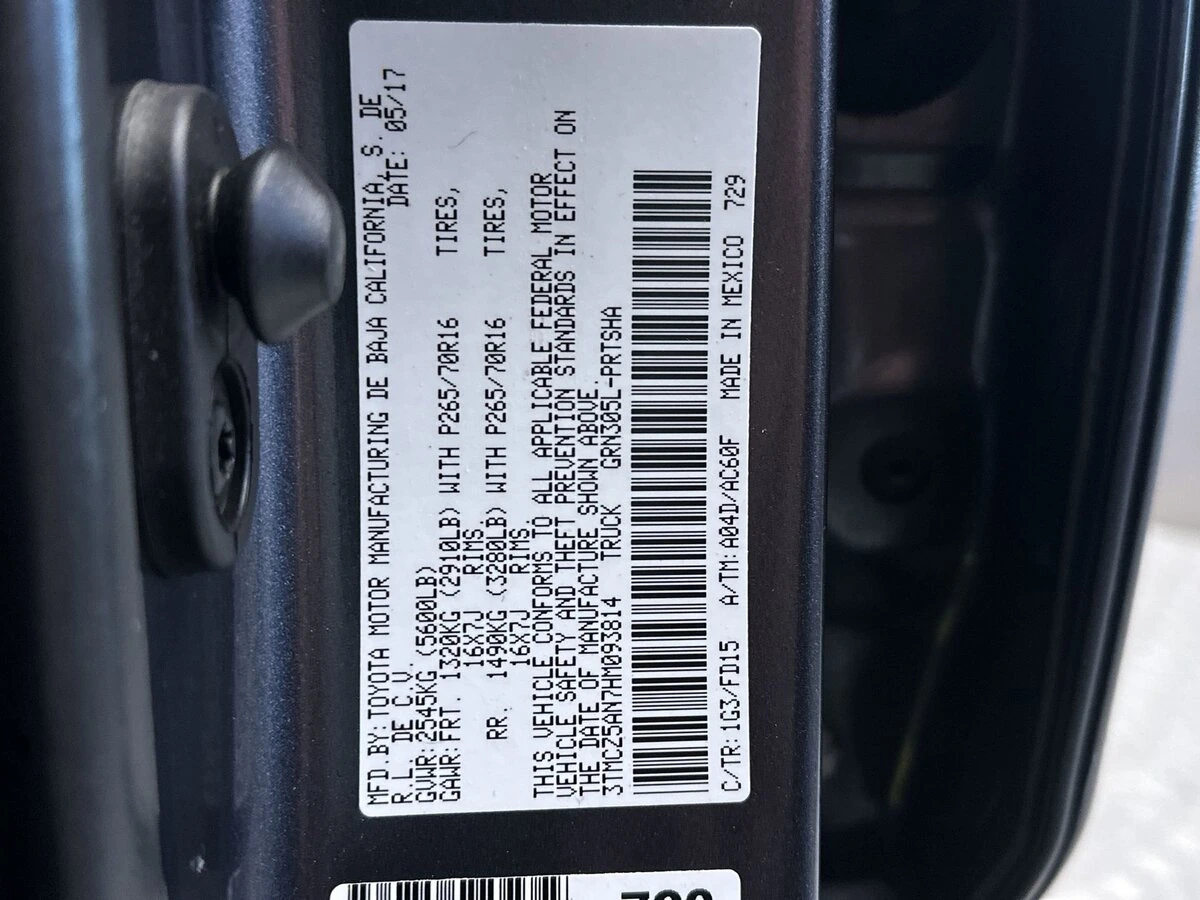 MFD.BY:TOYOTA MOTOR MANUFACTURING DE BAJA CALIFORNIA, S. DE
R.L. DE C.V. DATE: 05/17
GVWR:2545KG (5600LB)
GAWR:FRT. 1320KG (2910LB) WITH P265/70R16 TIRES,
16X7J RIMS.
RR. 1490KG (3280LB) WITH P265/70R16 TIRES,
16X7J RIMS.
THIS VEHICLE CONFORMS TO ALL APPLICABLE FEDERAL MOTOR
VEHICLE SAFETY AND THEFT PREVENTION STANDARDS IN EFFECT ON
THE DATE OF MANUFACTURE SHOWN ABOVE.
3TMCZ5AN7HM093814 TRUCK GRN305L-PRTSHA
C/TR: 1G3/FD15 A/TM: A04D/AC60F MADE IN MEXICO 729